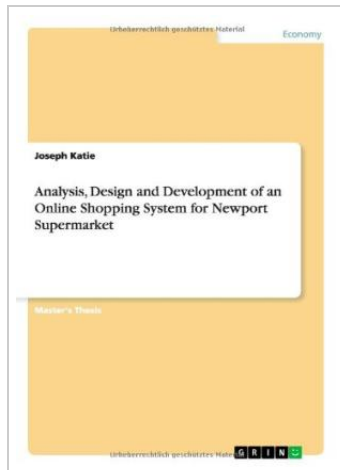 Urheberrechtlich geschütztes Material
Economy
Joseph Katie
Analysis, Design and Development of an
Online Shopping System for Newport
Supermarket
Master's Thesis
Urheberrechtlich geschütztes Mater
GRIN